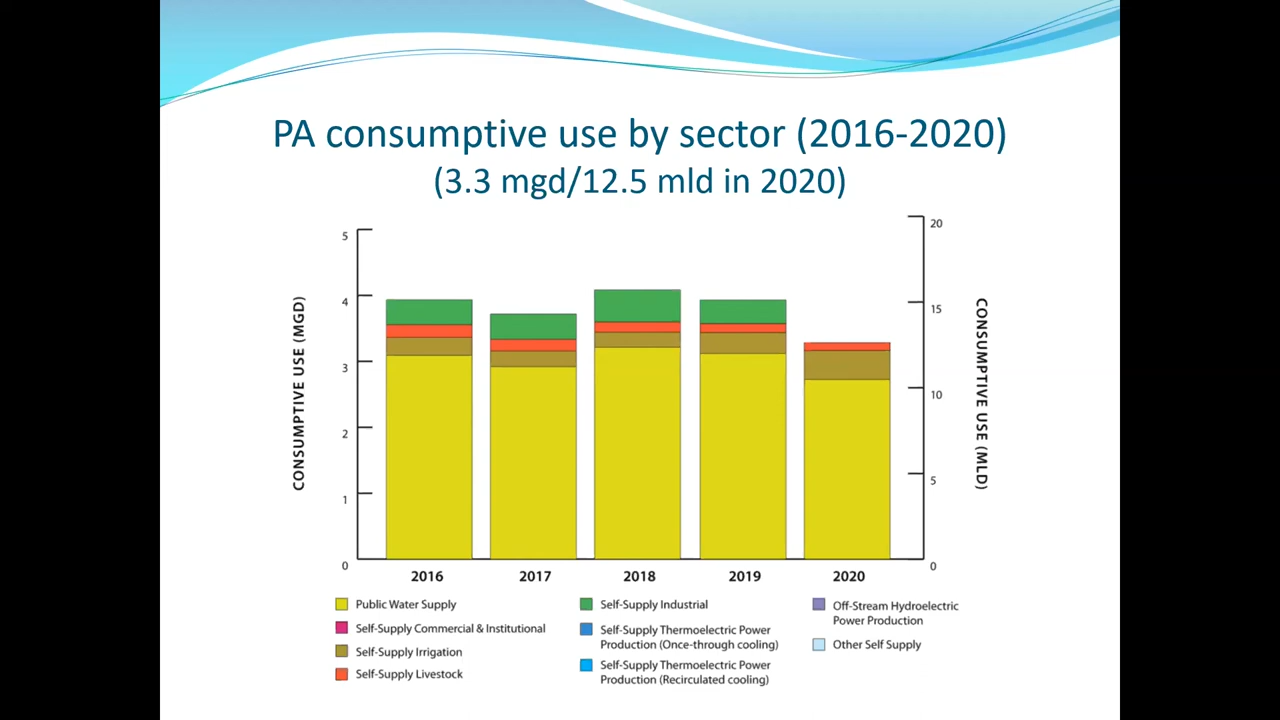 PA consumptive use by sector (2016-2020)
(3.3 mgd/12.5 mld in 2020)
CONSUMPTIVE USE (MGD)
5
4
3
2
1
0
20
15
10
5
0
CONSUMPTIVE USE (MLD)
2016 2017 2018 2019 2020
Public Water Supply
Self-Supply Commercial & Institutional
Self-Supply Irrigation
Self-Supply Livestock
Self-Supply Industrial
Self-Supply Thermoelectric Power
Production (Once-through cooling)
Self-Supply Thermoelectric Power
Production (Recirculated cooling)
Off-Stream Hydroelectric
Power Production
Other Self Supply